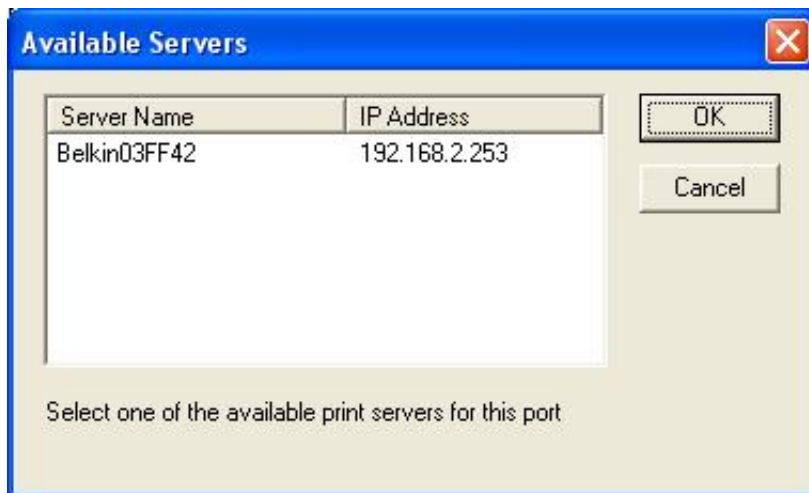 Available Servers
Server Name IP Address
OK
Belkin03FF42 192.168.2.253
Cancel
Select one of the available print servers for this port